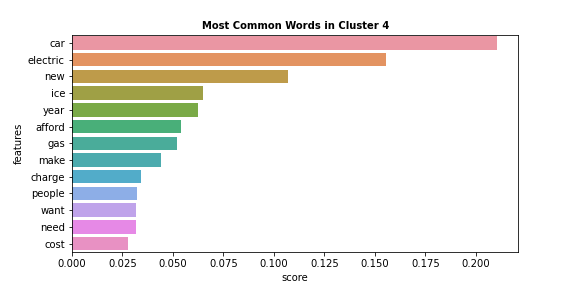 Most Common Words in Cluster 4
features
car
electric
new
ice
year
afford
gas
make
charge
people
want
need
cost
0.000 0.025 0.050 0.075 0.100 0.125 0.150 0.175 0.200
score